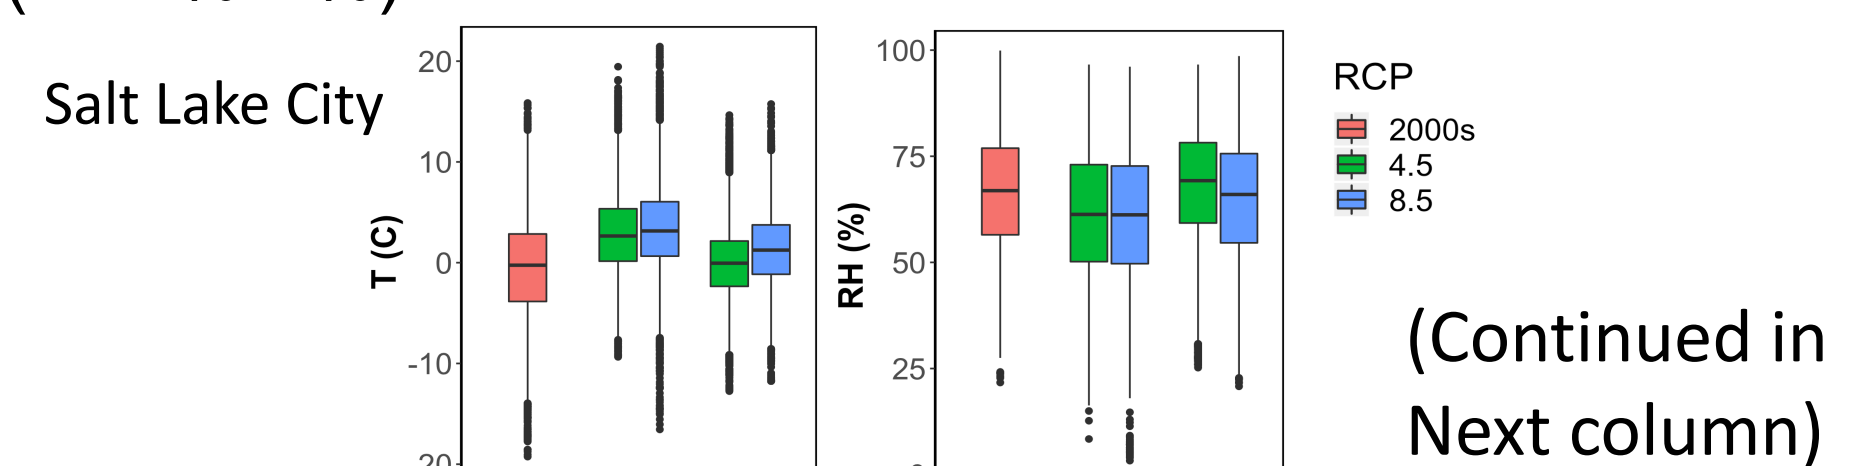 Salt Lake City
T (C)
20
10
0
-10
RH (%)
100
75
50
25
RCP
2000s
4.5
8.5
(Continued in
Next column)